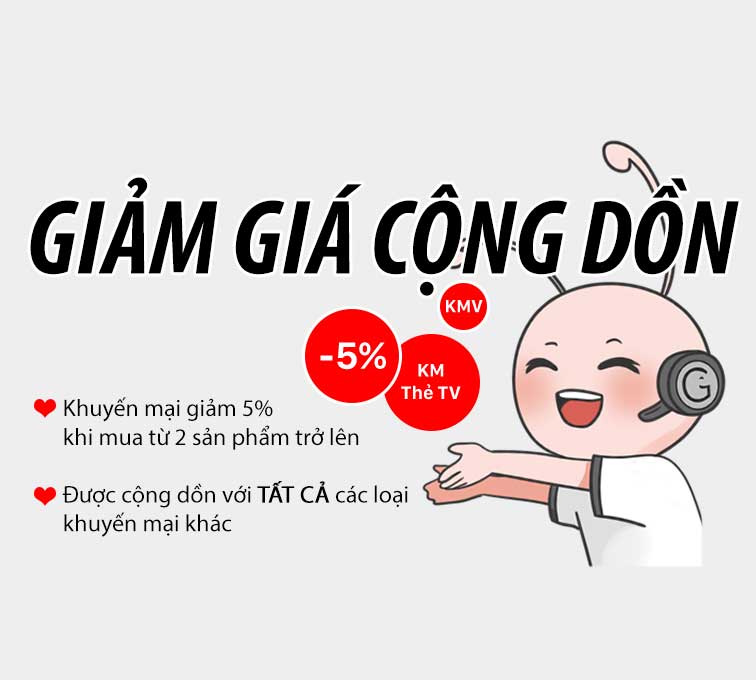 GIẢM GIÁ CỘNG DỒN
KMV
-5%
KM
Thẻ TV
G
Khuyến mại giảm 5%
khi mua từ 2 sản phẩm trở lên
Được cộng dồn với TẤT CẢ các loại
khuyến mại khác